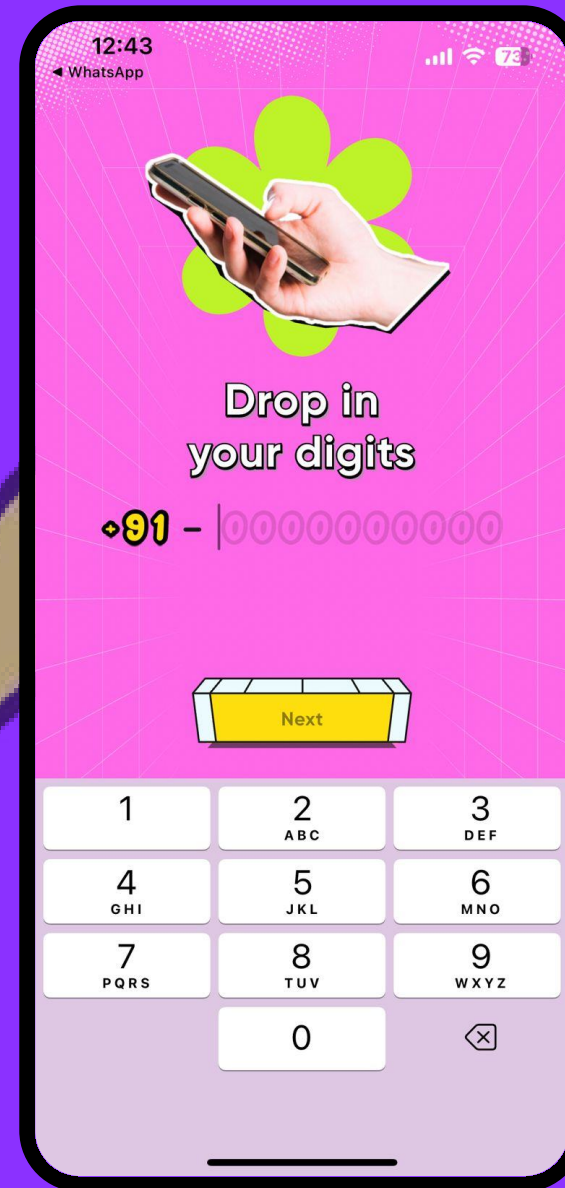 12:43
73
◀ WhatsApp
Drop in
your digits
+91 - 0000000000
Next
1
2
ABC
3
DEF
4
GHI
5
JKL
6
MNO
7
PQRS
8
TUV
9
WXYZ
0